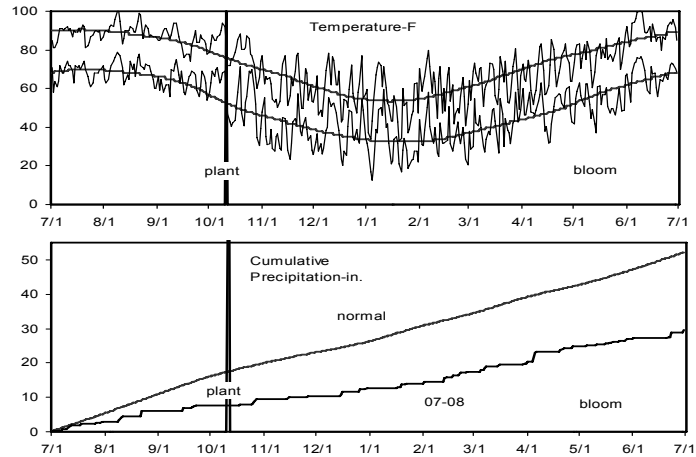 100
Temperature-F
80
60
40
20
plant
bloom
0
7/1 8/1 9/1 10/1 11/1 12/1 1/1 2/1 3/1 4/1 5/1 6/1 7/1
50
Cumulative
Precipitation-in.
40
normal
30
20
10
plant
07-08
bloom
0
7/1 8/1 9/1 10/1 11/1 12/1 1/1 2/1 3/1 4/1 5/1 6/1 7/1